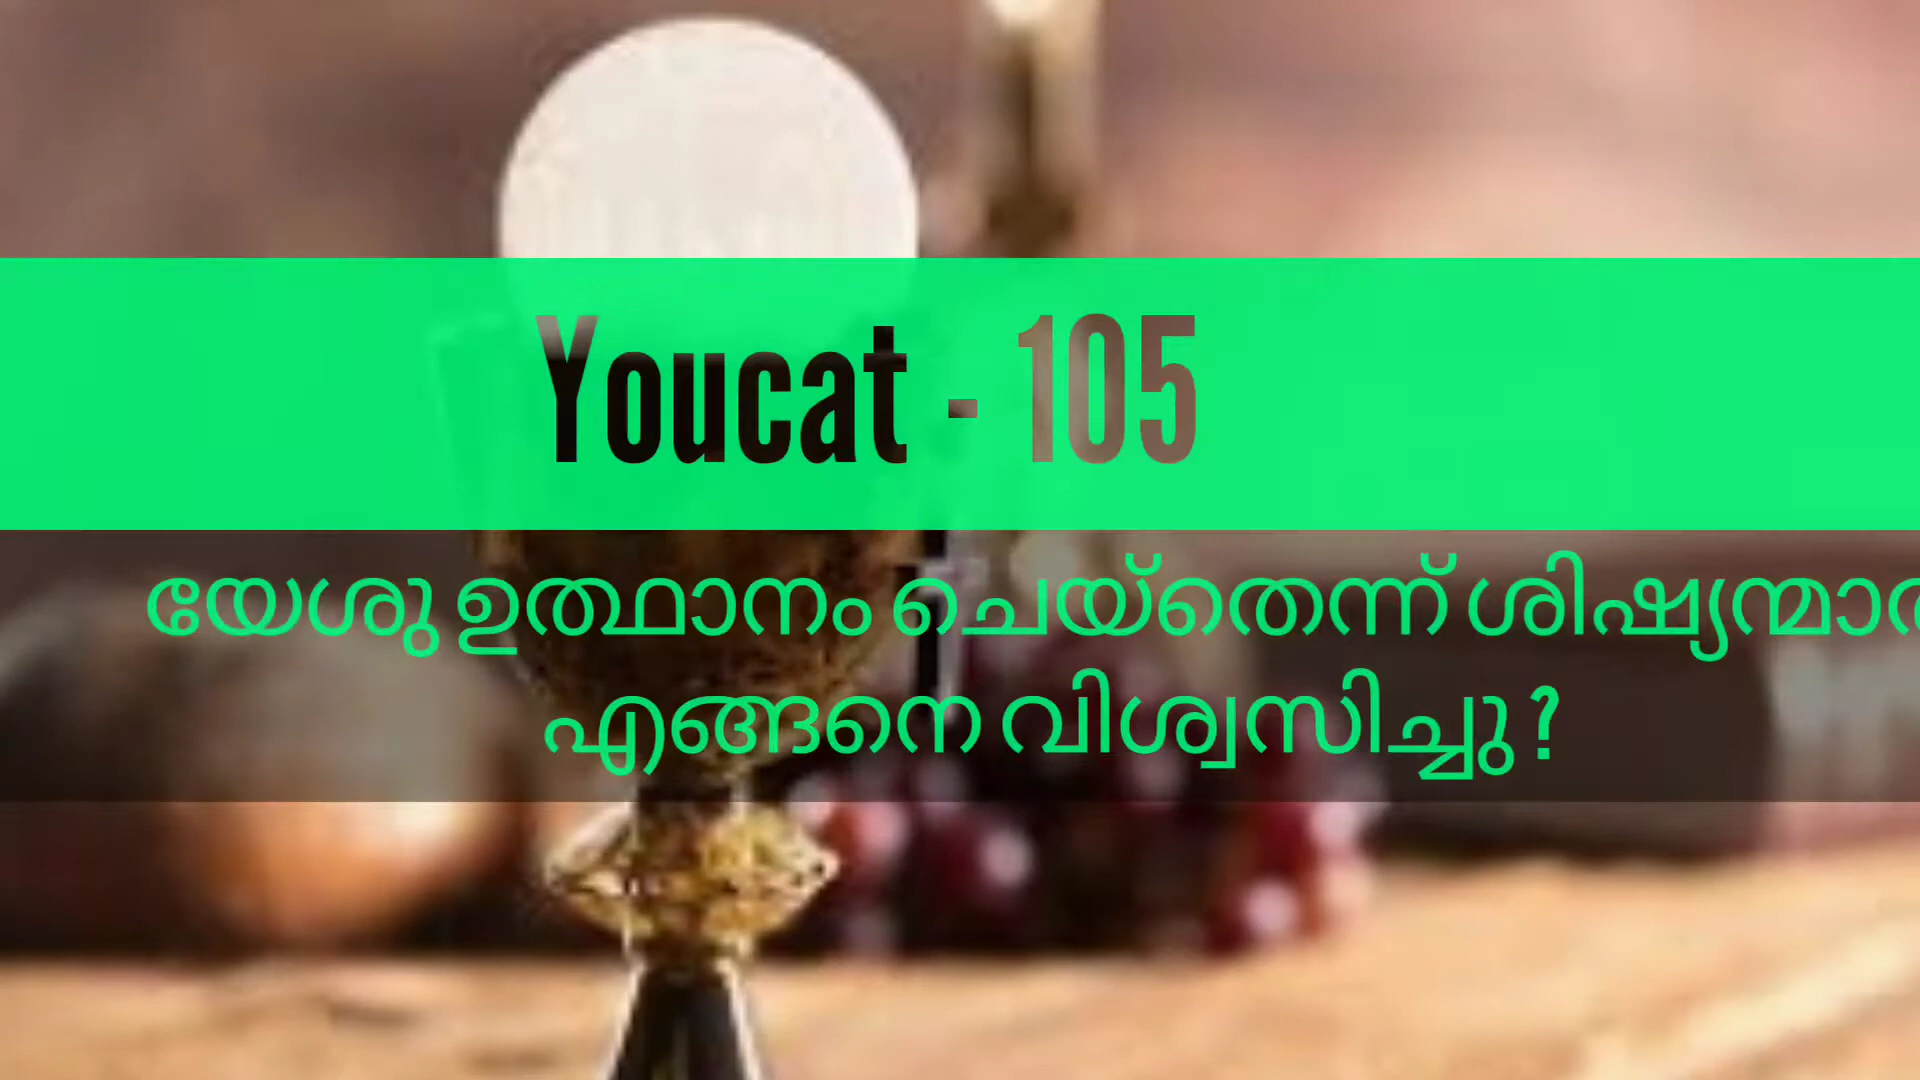 Youcat - 105
യേശു ഉത്ഥാനം ചെയ്തെന്ന് ശിഷ്യന്മാർ
എങ്ങനെ വിശ്വസിച്ചു ?